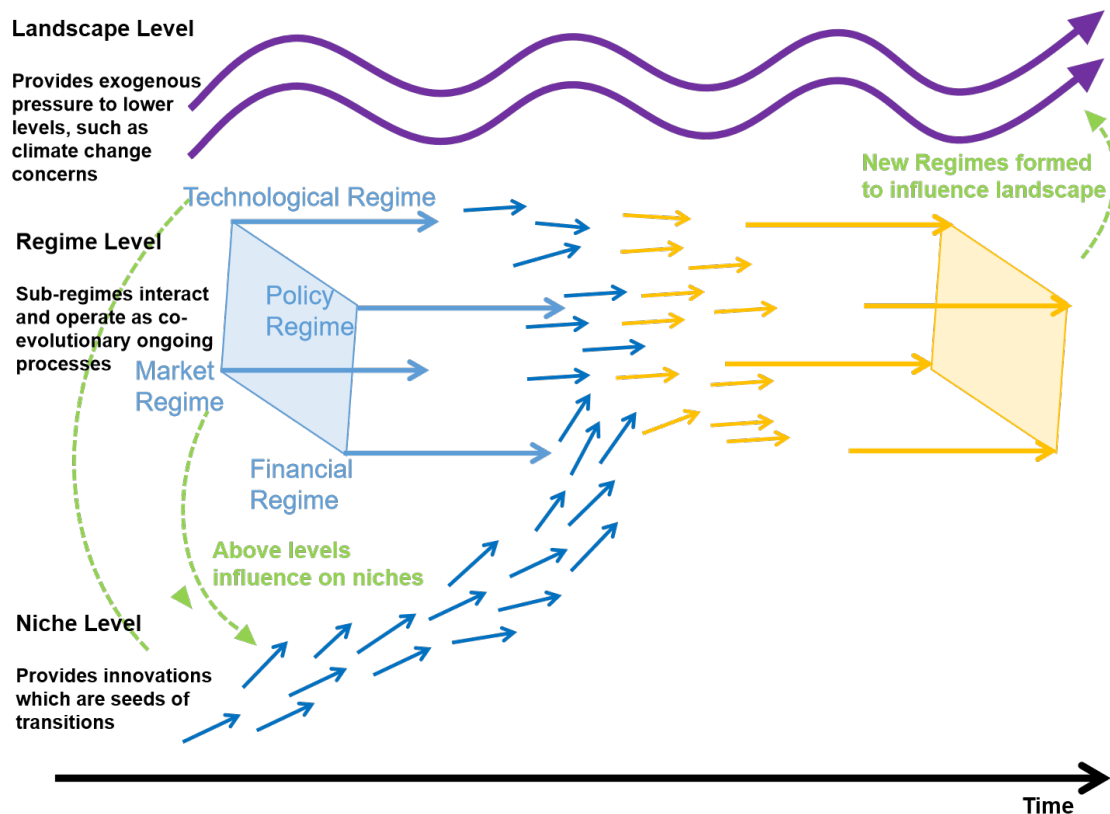 Landscape Level
Provides exogenous
pressure to lower
levels, such as
climate change
concerns
New Regimes formed
to influence landscape
Technological Regime
Regime Level
Sub-regimes interact
and operate as co-
evolutionary ongoing
processes
Policy
Regime
Market
Regime
Financial
Regime
Above levels
influence on niches
Niche Level
Provides innovations
which are seeds of
transitions
Time